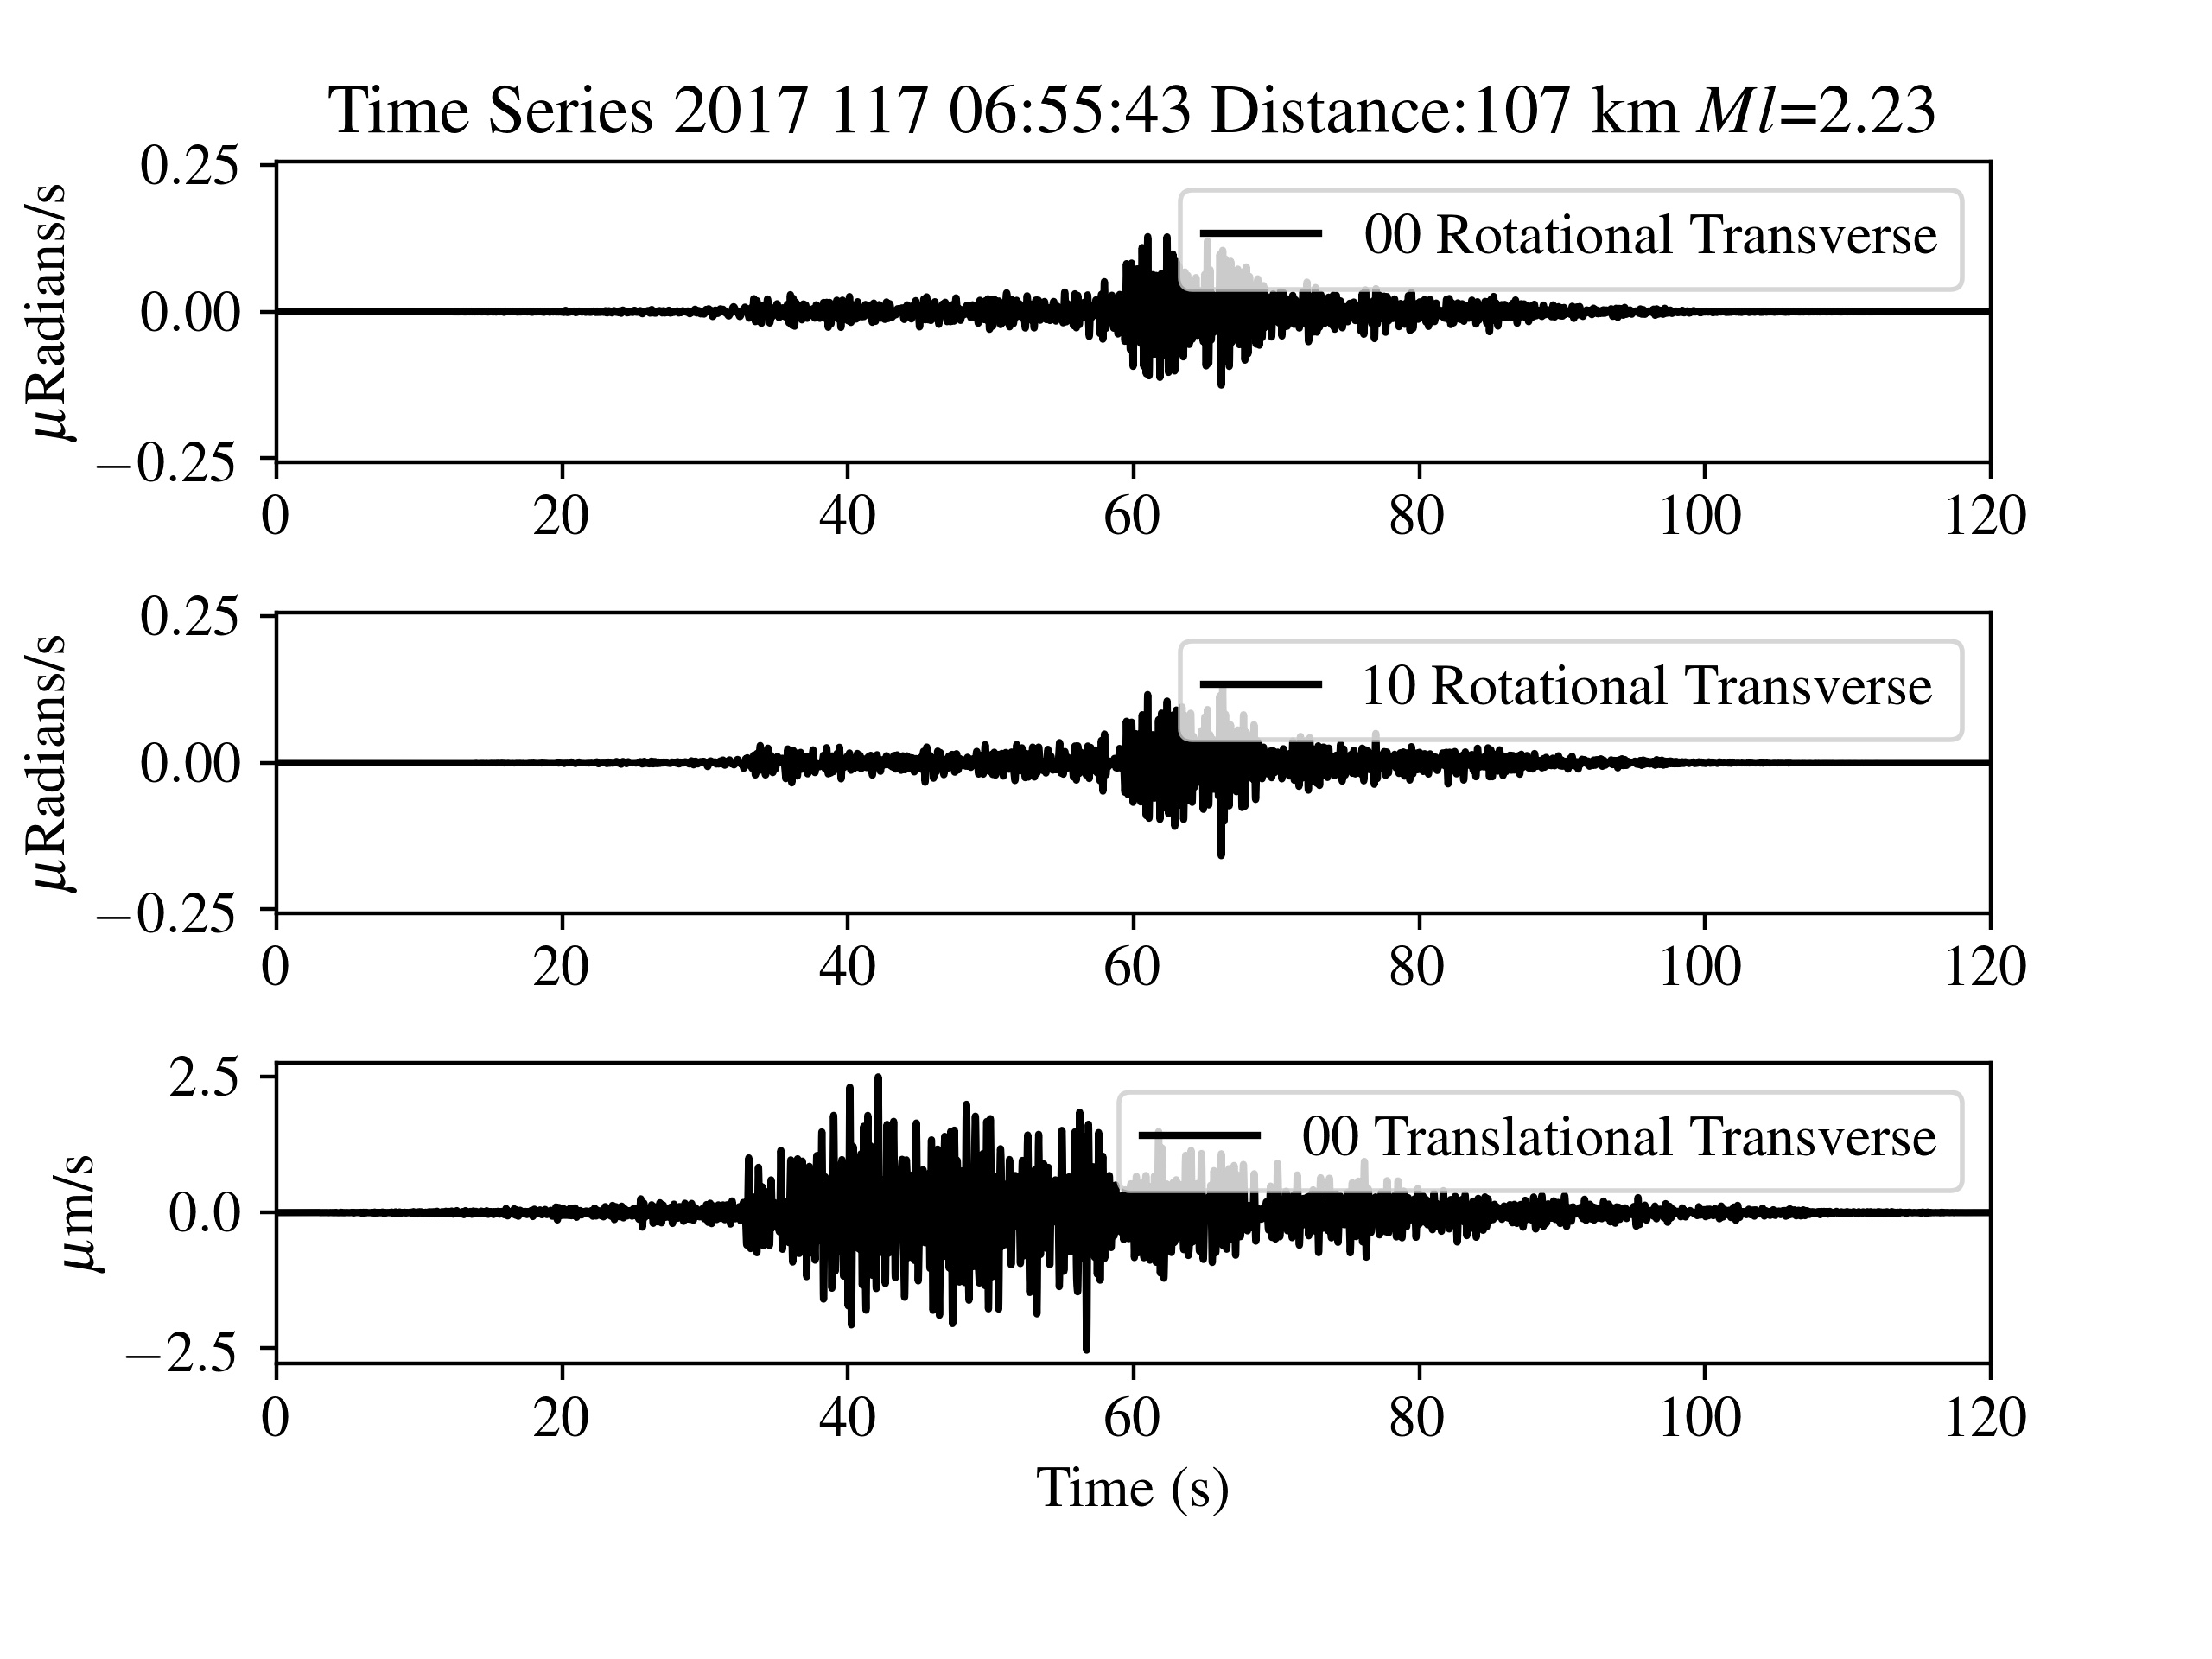 Time Series 2017 117 06:55:43 Distance:107 km Ml=2.23
0.25
00 Rotational Transverse
0.00
μRadians/s
−0.25
0 20 40 60 80 100 120
0.25
10 Rotational Transverse
0.00
μRadians/s
−0.25
0 20 40 60 80 100 120
2.5
00 Translational Transverse
0.0
μm/s
−2.5
0 20 40 60 80 100 120
Time (s)